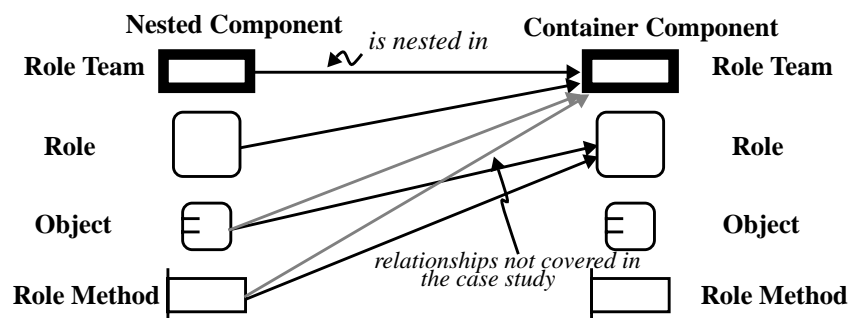 Nested Component
Container Component
is nested in
Role Team
Role Team
Role
Role
Object
Object
relationships not covered in
the case study
Role Method
Role Method